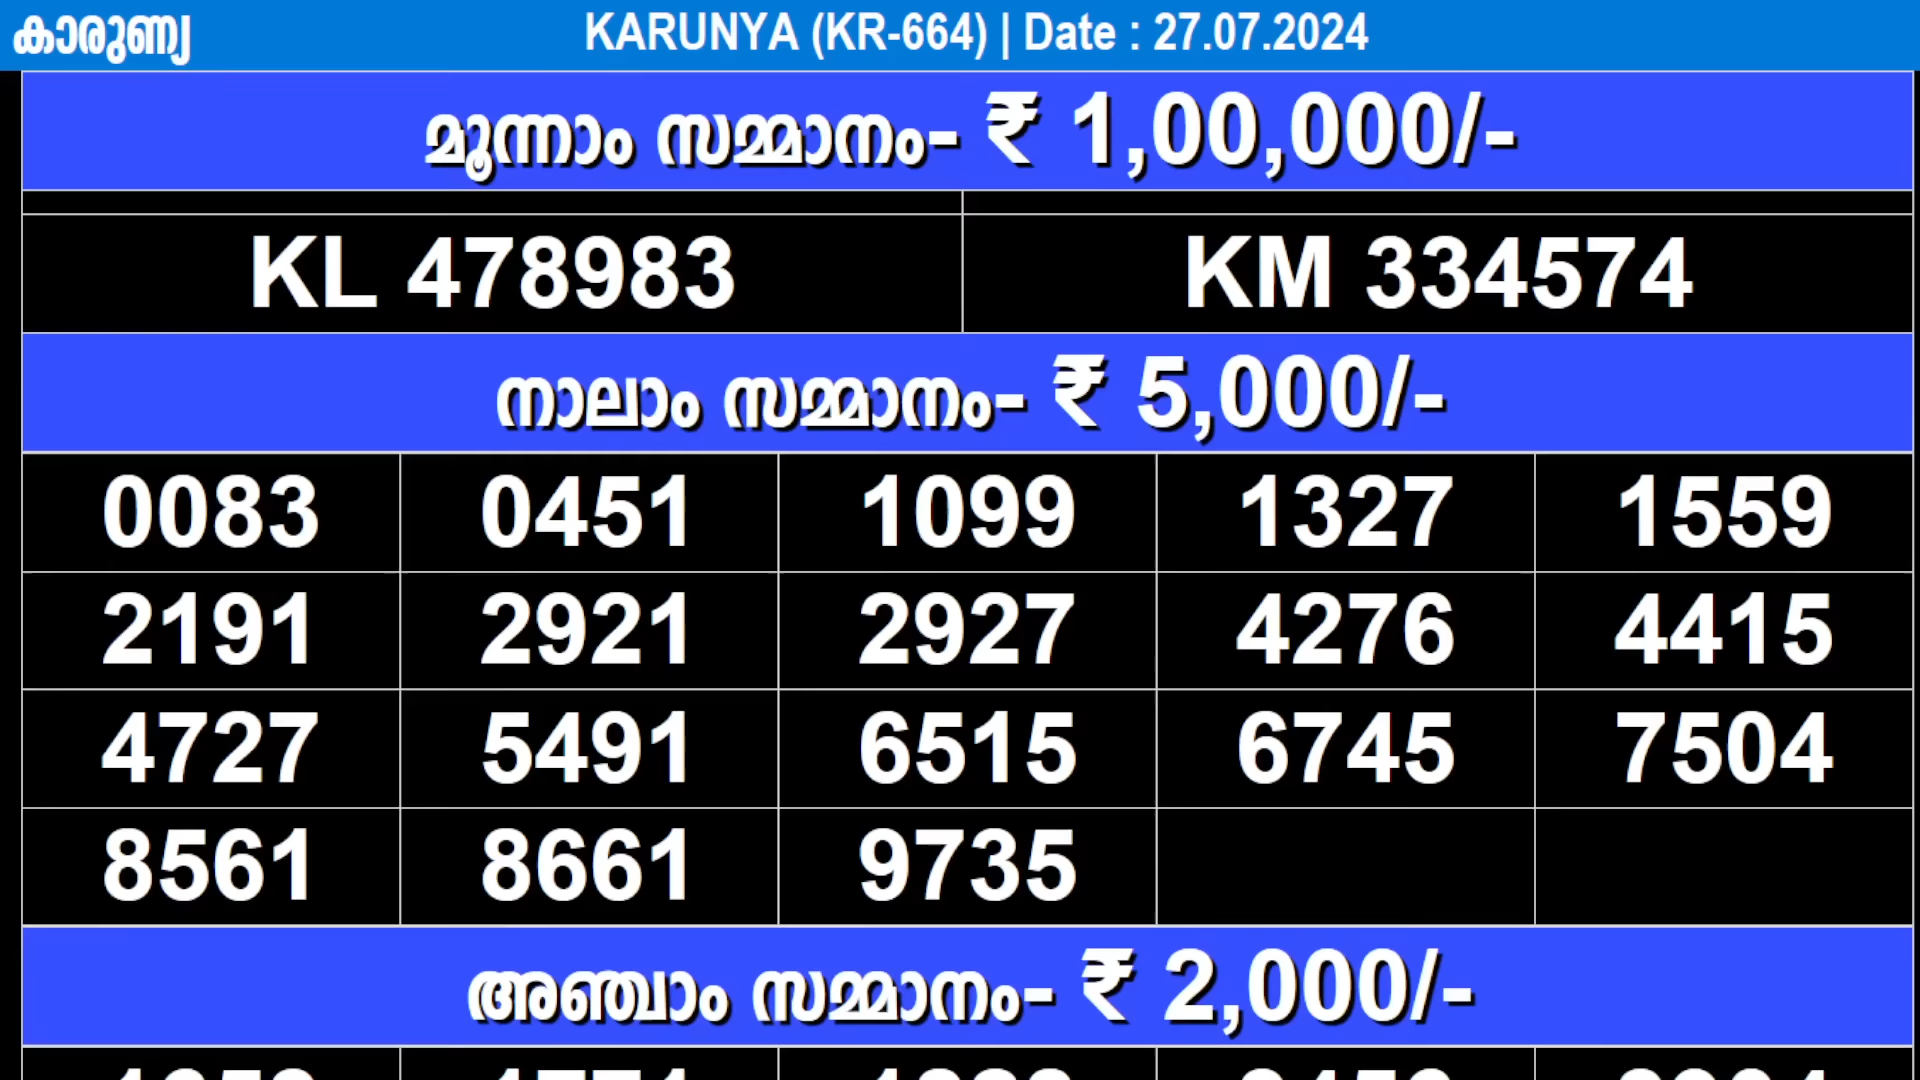 കാരുണ്യ KARUNYA (KR-664) | Date : 27.07.2024
മൂന്നാം സമ്മാനം- ₹ 1,00,000/-
KL 478983 KM 334574
നാലാം സമ്മാനം- ₹ 5,000/-
0083 0451 1099 1327 1559
2191 2921 2927 4276 4415
4727 5491 6515 6745 7504
8561 8661 9735
അഞ്ചാം സമ്മാനം- ₹ 2,000/-